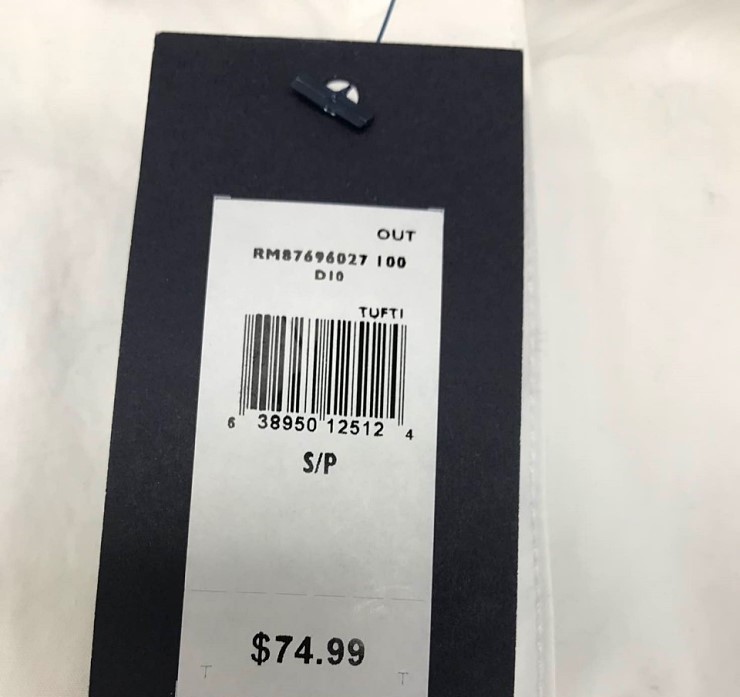 OUT
RM87696027 100
D10
TUFTI
6 38950 12512 4
S/P
$74.99
T T